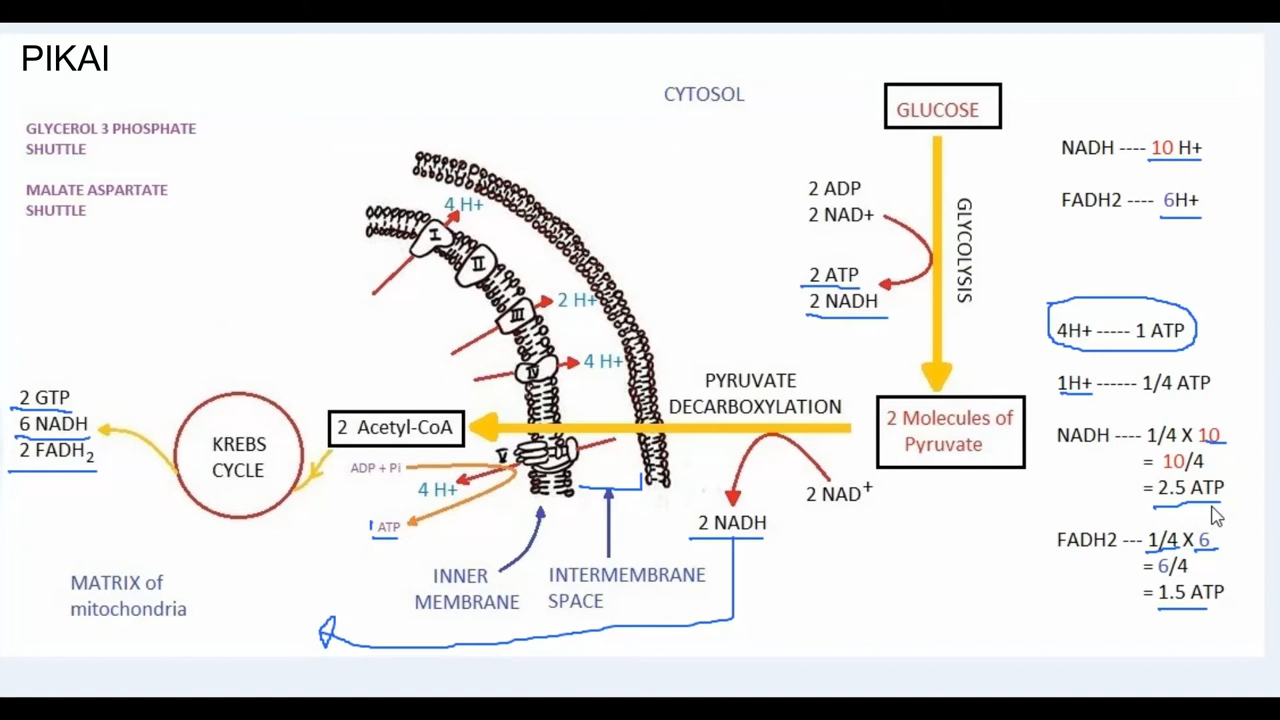 PIKAI
GLYCEROL 3 PHOSPHATE
SHUTTLE
MALATE ASPARTATE
SHUTTLE
CYTOSOL
GLUCOSE
2 ADP
2 NAD+
2 ATP
2 NADH
GLYCOLYSIS
NADH ---- 10 H+
FADH2 ---- 6H+
4H+ ----- 1 ATP
1H+ ------ 1/4 ATP
NADH ---- 1/4 X 10
= 10/4
= 2.5 ATP
FADH2 --- 1/4 X 6
= 6/4
= 1.5 ATP
4 H+
I
II
2 H+
III
4 H+
IV
PYRUVATE
DECARBOXYLATION
2 Molecules of
Pyruvate
2 NAD+
2 NADH
2 Acetyl-CoA
KREBS
CYCLE
2 GTP
6 NADH
2 FADH2
V
ADP + Pi
4 H+
ATP
INNER
MEMBRANE
INTERMEMBRANE
SPACE
MATRIX of
mitochondria